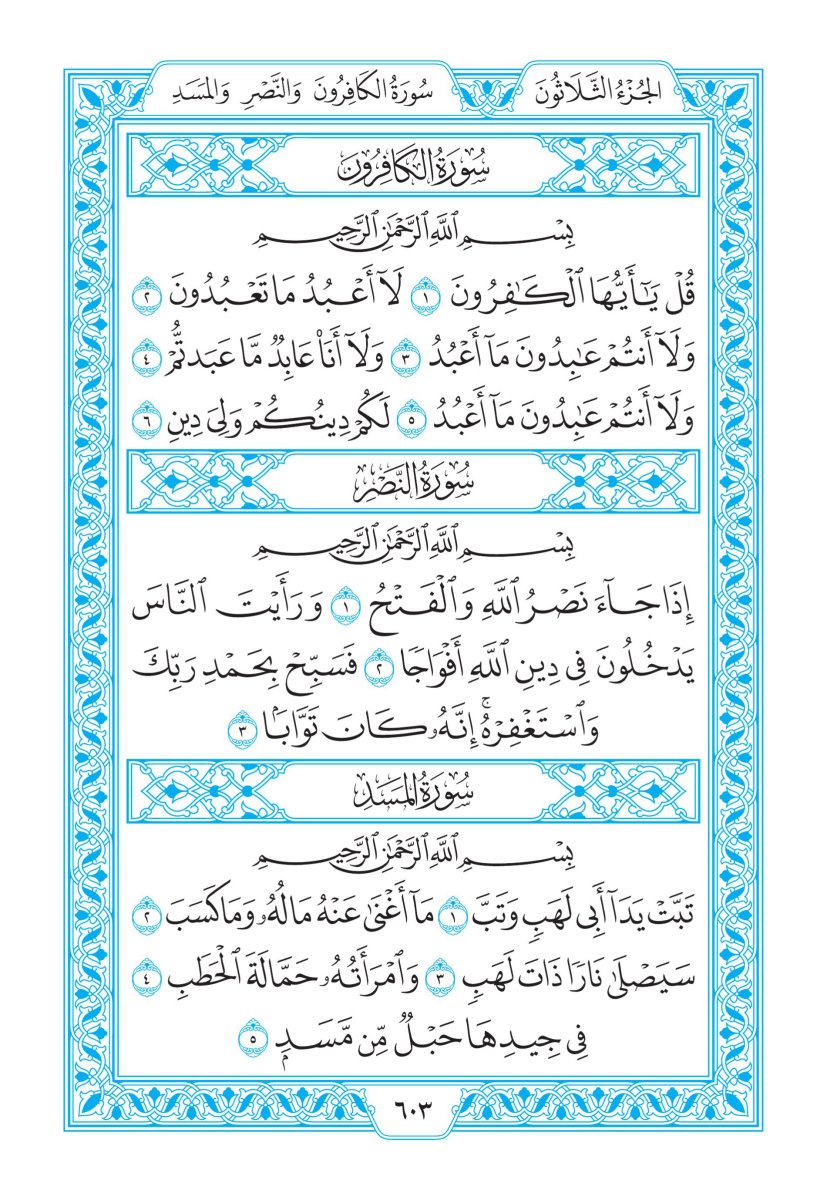 الجُزْءُ الثَّلَاثُونَ
سُورَةُ الكَافِرُونَ وَالنَّصْرِ وَالمَسَدِ
سُورَةُ الكَافِرُونَ
بِسْمِ ٱللَّهِ ٱلرَّحْمَٰنِ ٱلرَّحِيمِ
قُلْ يَٰٓأَيُّهَا ٱلْكَٰفِرُونَ ١ لَآ أَعْبُدُ مَا تَعْبُدُونَ ٢
وَلَآ أَنتُمْ عَٰبِدُونَ مَآ أَعْبُدُ ٣ وَلَآ أَنَا۠ عَابِدٌ مَّا عَبَدتُّمْ ٤
وَلَآ أَنتُمْ عَٰبِدُونَ مَآ أَعْبُدُ ٥ لَكُمْ دِينُكُمْ وَلِىَ دِينِ ٦
سُورَةُ النَّصْرِ
بِسْمِ ٱللَّهِ ٱلرَّحْمَٰنِ ٱلرَّحِيمِ
إِذَا جَآءَ نَصْرُ ٱللَّهِ وَٱلْفَتْحُ ١ وَرَأَيْتَ ٱلنَّاسَ
يَدْخُلُونَ فِى دِينِ ٱللَّهِ أَفْوَاجًا ٢ فَسَبِّحْ بِحَمْدِ رَبِّكَ
وَٱسْتَغْفِرْهُ ۚ إِنَّهُۥ كَانَ تَوَّابًۢا ٣
سُورَةُ المَسَدِ
بِسْمِ ٱللَّهِ ٱلرَّحْمَٰنِ ٱلرَّحِيمِ
تَبَّتْ يَدَآ أَبِى لَهَبٍ وَتَبَّ ١ مَآ أَغْنَىٰ عَنْهُ مَالُهُۥ وَمَا كَسَبَ ٢
سَيَصْلَىٰ نَارًا ذَاتَ لَهَبٍ ٣ وَٱمْرَأَتُهُۥ حَمَّالَةَ ٱلْحَطَبِ ٤
فِى جِيدِهَا حَبْلٌ مِّن مَّسَدٍۭ ٥
٦٠٣